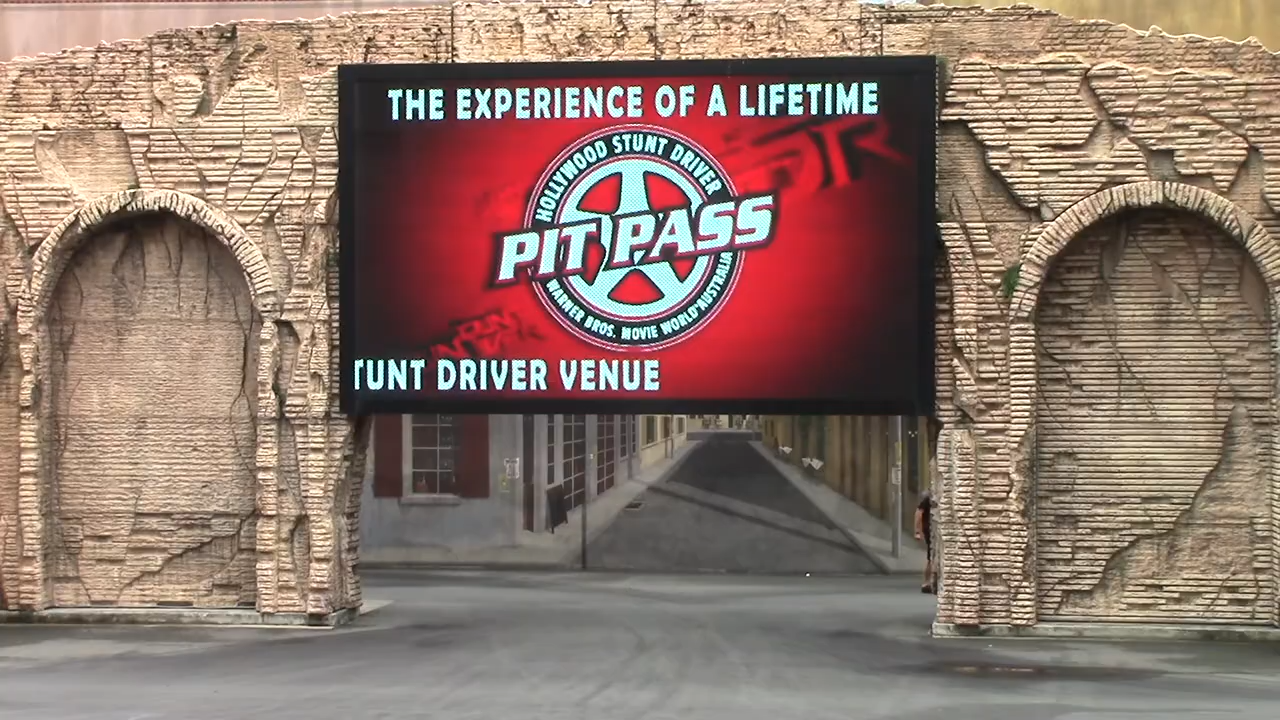 THE EXPERIENCE OF A LIFETIME
HOLLYWOOD STUNT DRIVER
PIT PASS
WARNER BROS. MOVIE WORLD AUSTRALIA
TUNT DRIVER VENUE